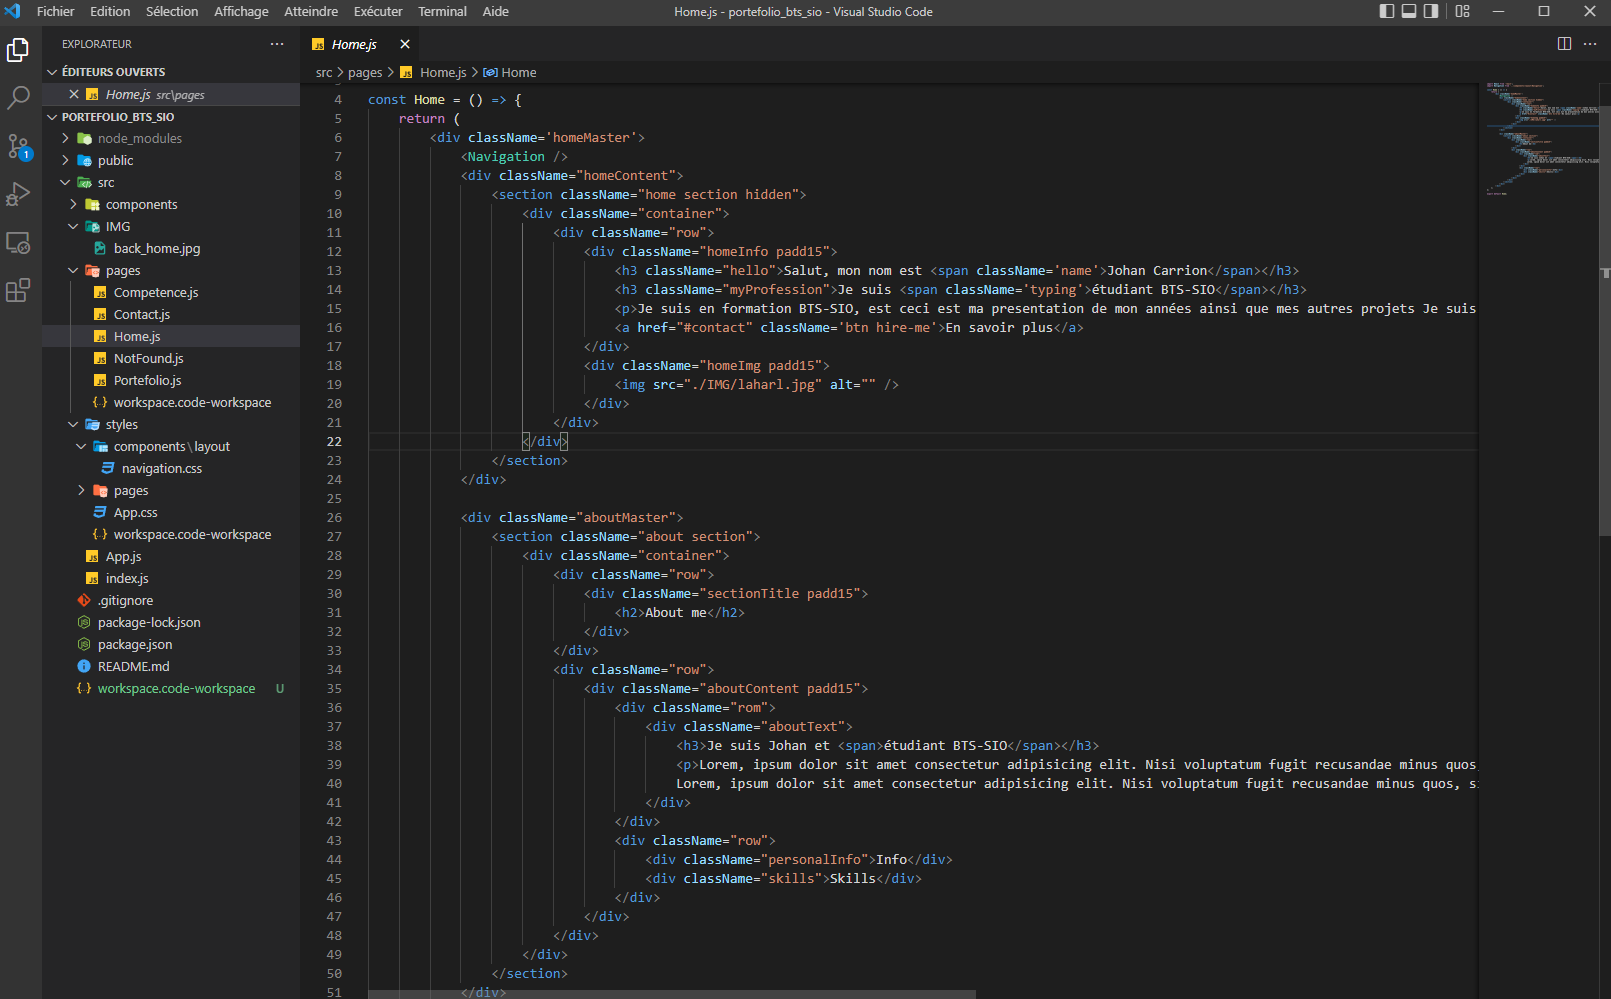 Fichier Edition Sélection Affichage Atteindre Exécuter Terminal Aide Home.js - portefolio_bts_sio - Visual Studio Code
EXPLORATEUR
ÉDITEURS OUVERTS
Home.js src\pages
PORTEFOLIO_BTS_SIO
node_modules
public
src
components
IMG
back_home.jpg
pages
Competence.js
Contact.js
Home.js
NotFound.js
Portefolio.js
workspace.code-workspace
styles
components\layout
navigation.css
pages
App.css
workspace.code-workspace
App.js
index.js
.gitignore
package-lock.json
package.json
README.md
workspace.code-workspace U
1
Home.js
src > pages > Home.js > Home
4 const Home = () => {
5 return (
6 <div className='homeMaster'>
7 <Navigation />
8 <div className="homeContent">
9 <section className="home section hidden">
10 <div className="container">
11 <div className="row">
12 <div className="homeInfo padd15">
13 <h3 className="hello">Salut, mon nom est <span className='name'>Johan Carrion</span></h3>
14 <h3 className="myProfession">Je suis <span className='typing'>étudiant BTS-SIO</span></h3>
15 <p>Je suis en formation BTS-SIO, est ceci est ma presentation de mon années ainsi que mes autres projets Je suis
16 <a href="#contact" className='btn hire-me'>En savoir plus</a>
17 </div>
18 <div className="homeImg padd15">
19 <img src="./IMG/laharl.jpg" alt="" />
20 </div>
21 </div>
22 </div>
23 </section>
24 </div>
25
26 <div className="aboutMaster">
27 <section className="about section">
28 <div className="container">
29 <div className="row">
30 <div className="sectionTitle padd15">
31 <h2>About me</h2>
32 </div>
33 </div>
34 <div className="row">
35 <div className="aboutContent padd15">
36 <div className="rom">
37 <div className="aboutText">
38 <h3>Je suis Johan et <span>étudiant BTS-SIO</span></h3>
39 <p>Lorem, ipsum dolor sit amet consectetur adipisicing elit. Nisi voluptatum fugit recusandae minus quos,
40 Lorem, ipsum dolor sit amet consectetur adipisicing elit. Nisi voluptatum fugit recusandae minus quos, si
41 </div>
42 </div>
43 <div className="row">
44 <div className="personalInfo">Info</div>
45 <div className="skills">Skills</div>
46 </div>
47 </div>
48 </div>
49 </div>
50 </section>
51 </div>